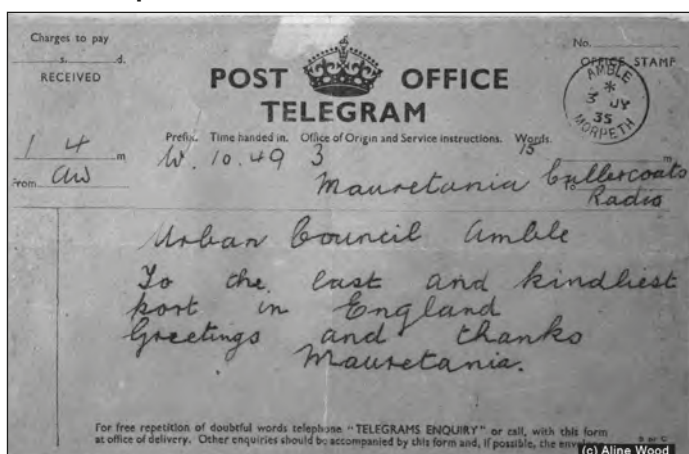 Charges to pay
s. d.
RECEIVED
No.
OFFICE STAMP
POST OFFICE
TELEGRAM
AMBLE
*
3 JY
35
MORPETH
Prefix. Time handed in. Office of Origin and Service instructions. Words.
1 4 m
W. 10.49 3 15 m
From aw
To
Mauretania Cullercoats
Radio
Urban Council Amble
To the last and kindliest
port in England
Greetings and thanks
Mauretania.
For free repetition of doubtful words telephone "TELEGRAMS ENQUIRY" or call, with this form
at office of delivery. Other enquiries should be accompanied by this form and, if possible, the envelope
B or C
(c) Aline Wood